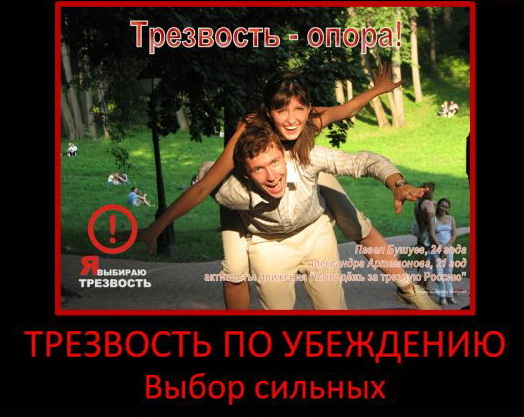 Трезвость - опора!
Павел Бушуев, 24 года
Александра Артамонова, 21 год
активисты движения "Молодёжь за трезвую Россию"
!
Я ВЫБИРАЮ
ТРЕЗВОСТЬ
ТРЕЗВОСТЬ ПО УБЕЖДЕНИЮ
Выбор сильных